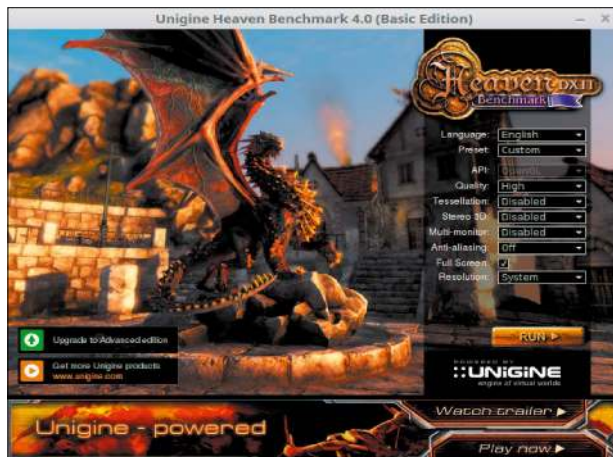 Unigine Heaven Benchmark 4.0 (Basic Edition)
Heaven DX11
Benchmark
Language: English
Preset: Custom
API: OpenGL
Quality: High
Tessellation: Disabled
Stereo 3D: Disabled
Multi-monitor: Disabled
Anti-aliasing: Off
Full Screen:
Resolution: System
RUN
Upgrade to Advanced edition
Get more Unigine products
www.unigine.com
POWERED BY
UNiGiNE
engine of virtual worlds
Unigine - powered
Watch trailer
Play now